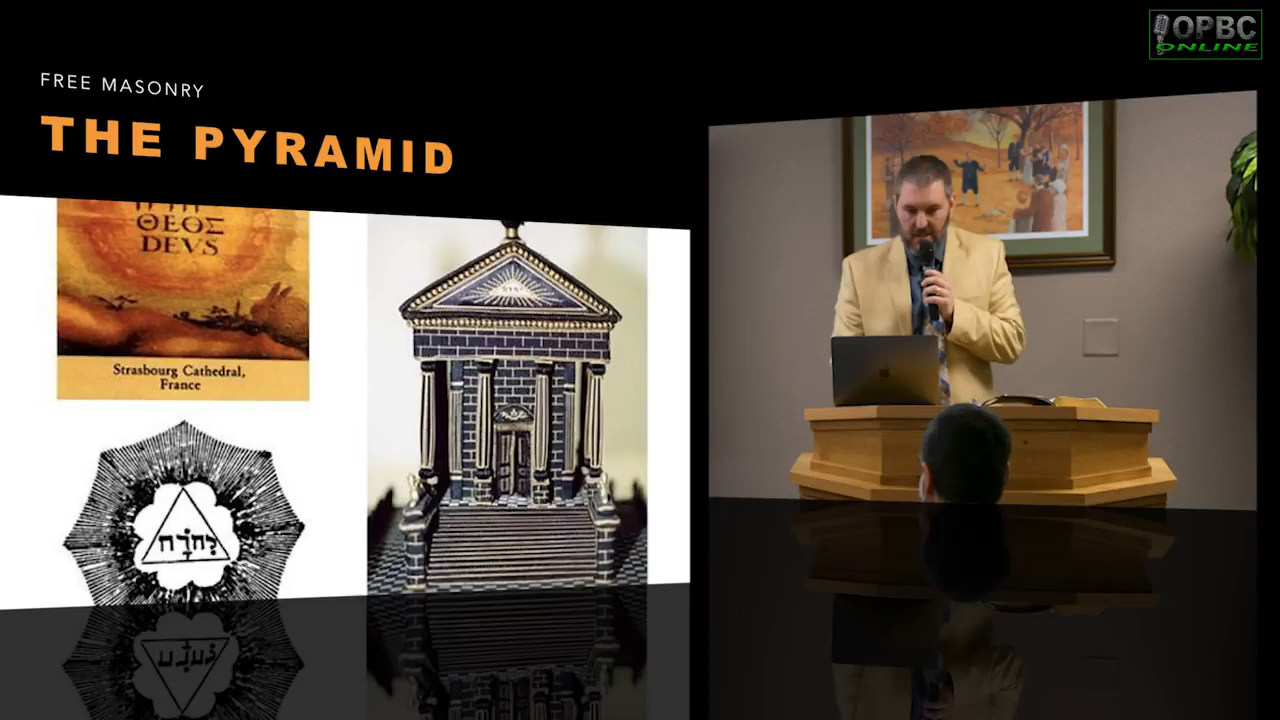 OPBC
ONLINE
FREE MASONRY
THE PYRAMID
ΘΕΟΣ
DEVS
Strasbourg Cathedral,
France